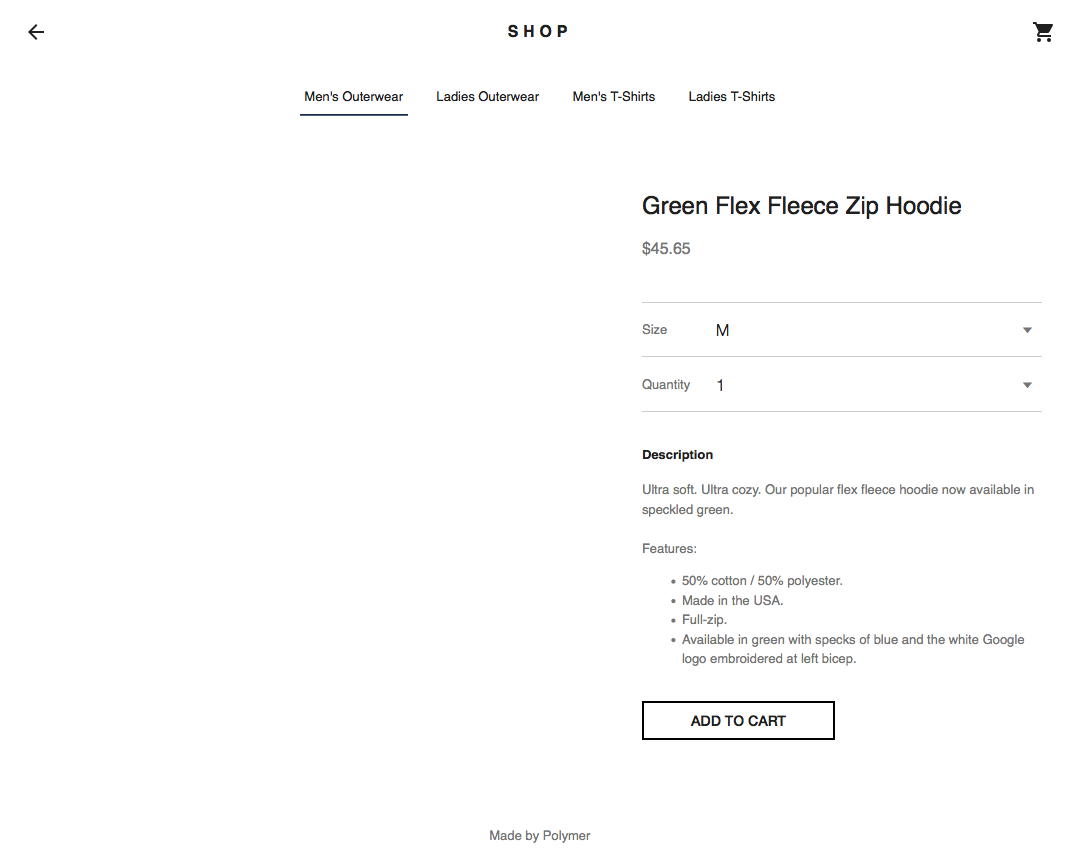 SHOP
Men's Outerwear Ladies Outerwear Men's T-Shirts Ladies T-Shirts
Green Flex Fleece Zip Hoodie
$45.65
Size M
Quantity 1
Description
Ultra soft. Ultra cozy. Our popular flex fleece hoodie now available in
speckled green.
Features:
• 50% cotton / 50% polyester.
• Made in the USA.
• Full-zip.
• Available in green with specks of blue and the white Google
logo embroidered at left bicep.
ADD TO CART
Made by Polymer